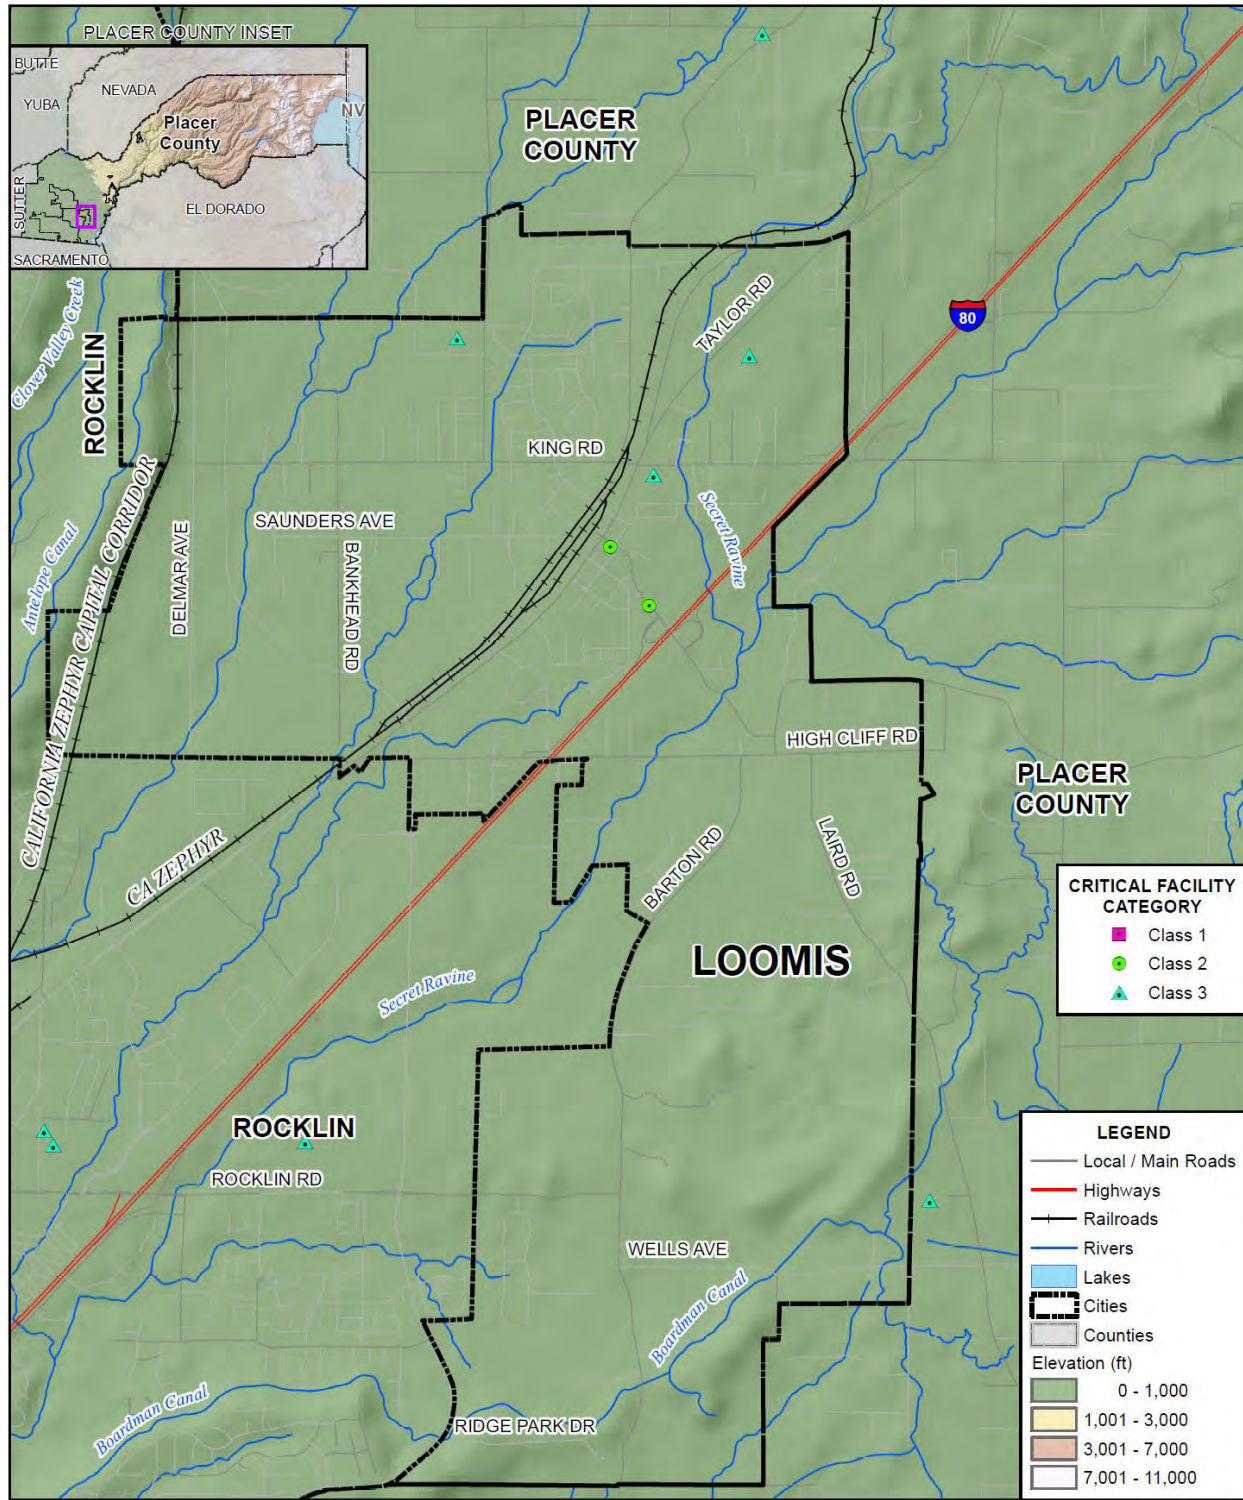 PLACER COUNTY INSET
BUTTE
NEVADA
YUBA
NV
Placer
County
SUTTER
EL DORADO
SACRAMENTO
PLACER
COUNTY
Clover Valley Creek
ROCKLIN
TAYLOR RD
80
KING RD
SAUNDERS AVE
Secret Ravine
Antelope Canal
CALIFORNIA ZEPHYR CAPITAL CORRIDOR
DELMAR AVE
BANKHEAD RD
HIGH CLIFF RD
PLACER
COUNTY
CA ZEPHYR
BARTON RD
LAIRD RD
CRITICAL FACILITY
CATEGORY
Class 1
Class 2
Class 3
LOOMIS
Secret Ravine
ROCKLIN
ROCKLIN RD
WELLS AVE
Boardman Canal
Boardman Canal
RIDGE PARK DR
LEGEND
Local / Main Roads
Highways
Railroads
Rivers
Lakes
Cities
Counties
Elevation (ft)
0 - 1,000
1,001 - 3,000
3,001 - 7,000
7,001 - 11,000